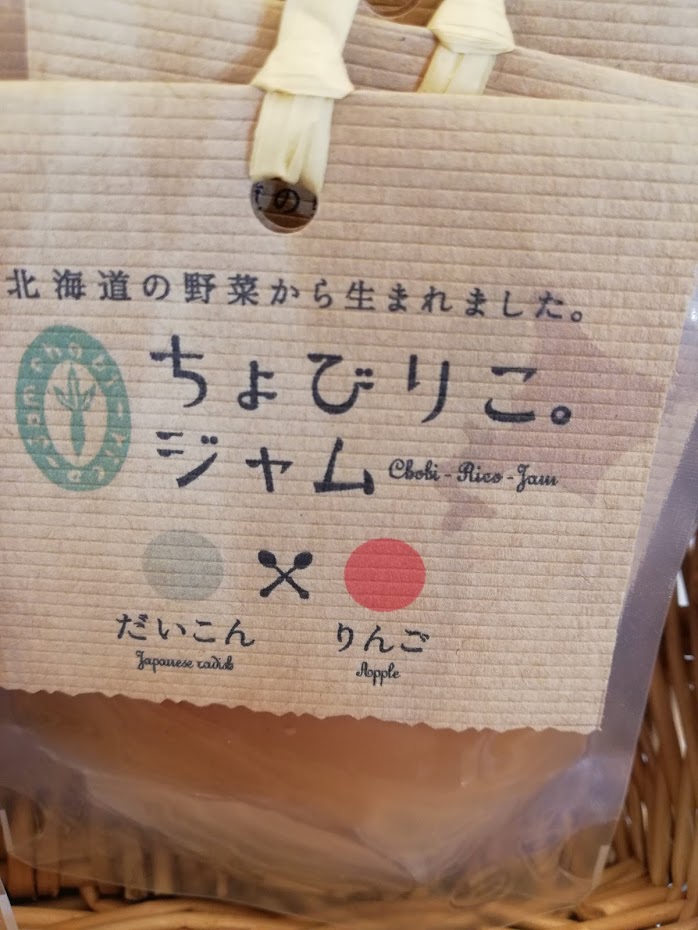 の
北海道の野菜から生まれました。
ちょびりこ。
ジャム Chobi-Rico-Jam
だいこん りんご
Japanese radish Apple